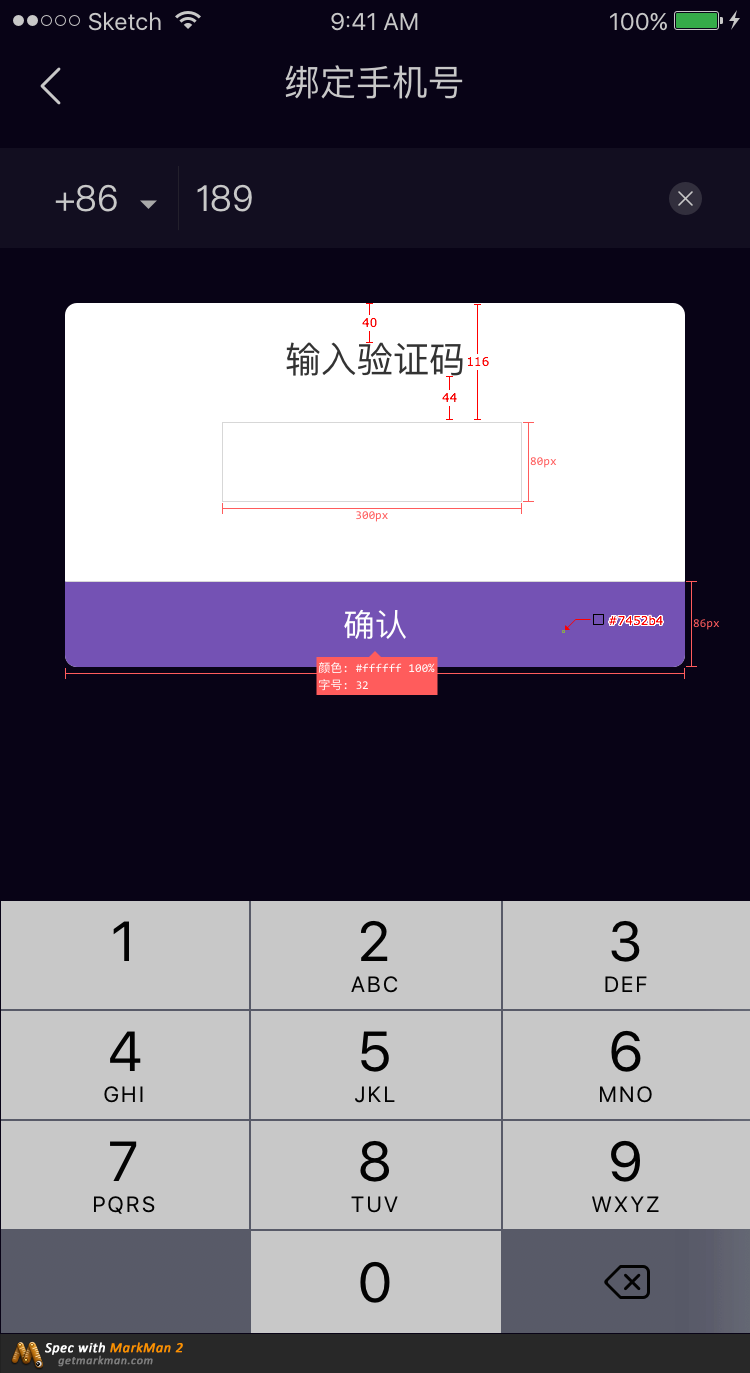 Sketch 9:41 AM 100%
绑定手机号
+86 189
40
输入验证码
116
44
80px
300px
确认
#7452b4
86px
颜色: #ffffff 100%
字号: 32
1 2 3
ABC DEF
4 5 6
GHI JKL MNO
7 8 9
PQRS TUV WXYZ
0
Spec with MarkMan 2
getmarkman.com